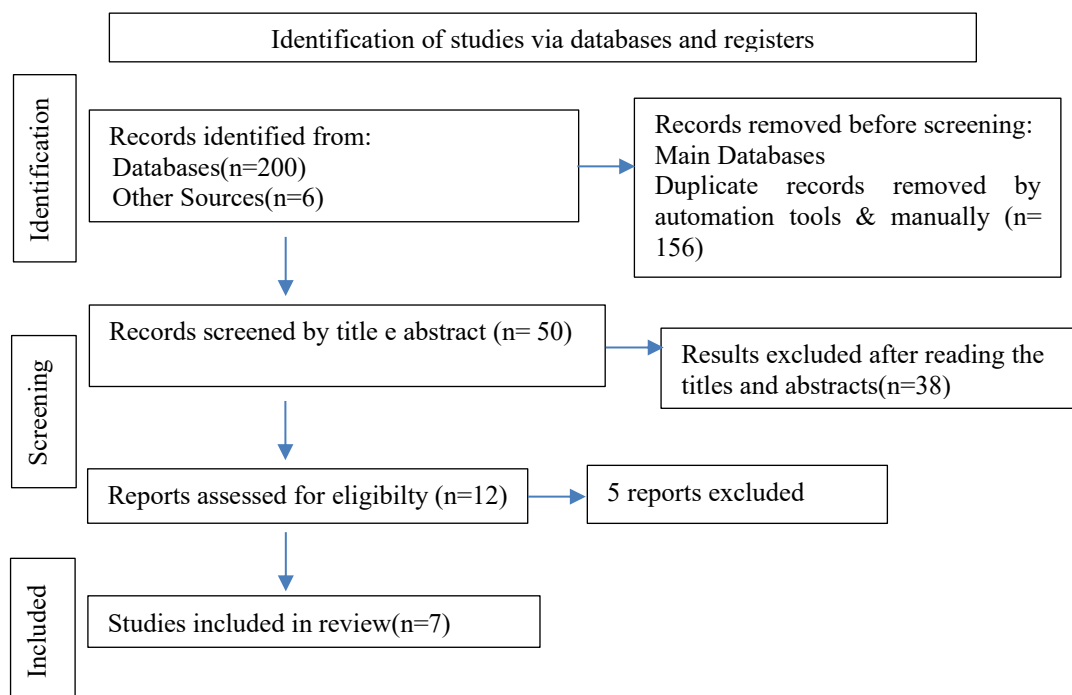 Identification of studies via databases and registers
Identification
Records identified from:
Databases(n=200)
Other Sources(n=6)
Records removed before screening:
Main Databases
Duplicate records removed by
automation tools & manually (n=
156)
Screening
Records screened by title e abstract (n= 50)
Results excluded after reading the
titles and abstracts(n=38)
Reports assessed for eligibilty (n=12)
5 reports excluded
Included
Studies included in review(n=7)